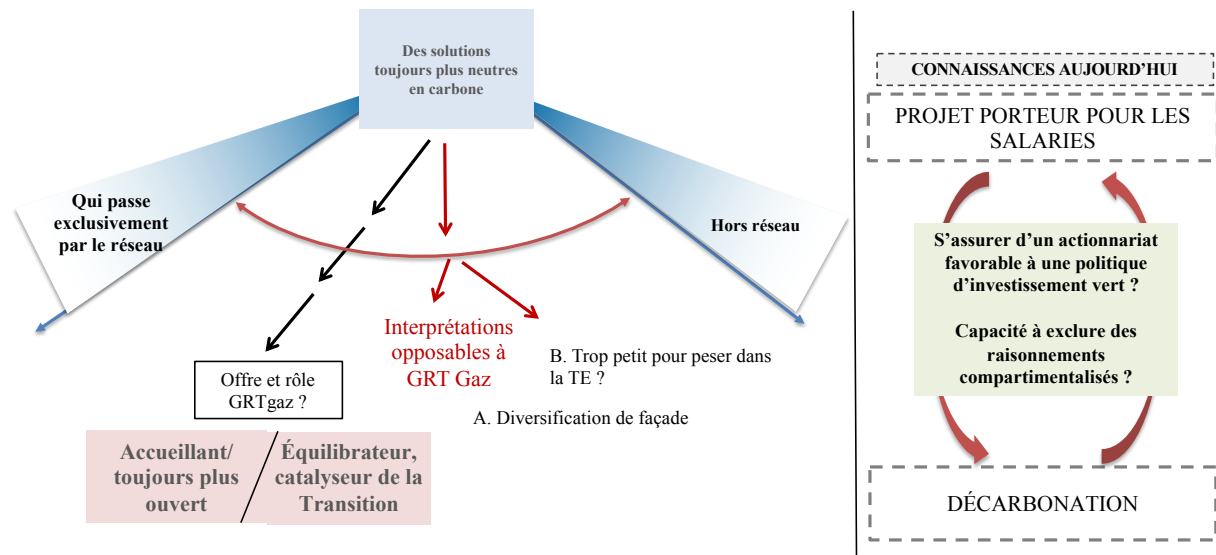 Des solutions
toujours plus neutres
en carbone
Qui passe
exclusivement
par le réseau
Hors réseau
Interprétations
opposables à
GRT Gaz
B. Trop petit pour peser dans
la TE ?
A. Diversification de façade
Offre et rôle
GRTgaz ?
Accueillant/
toujours plus
ouvert
Équilibrateur,
catalyseur de la
Transition
CONNAISSANCES AUJOURD’HUI
PROJET PORTEUR POUR LES
SALARIES
S’assurer d’un actionnariat
favorable à une politique
d’investissement vert ?
Capacité à exclure des
raisonnements
compartimentalisés ?
DÉCARBONATION